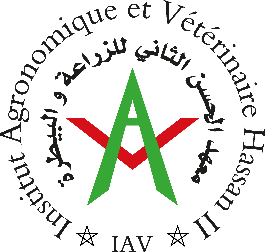 Institut Agronomique et Vétérinaire Hassan II
معهد الحسن الثاني للزراعة و البيطرة
IAV